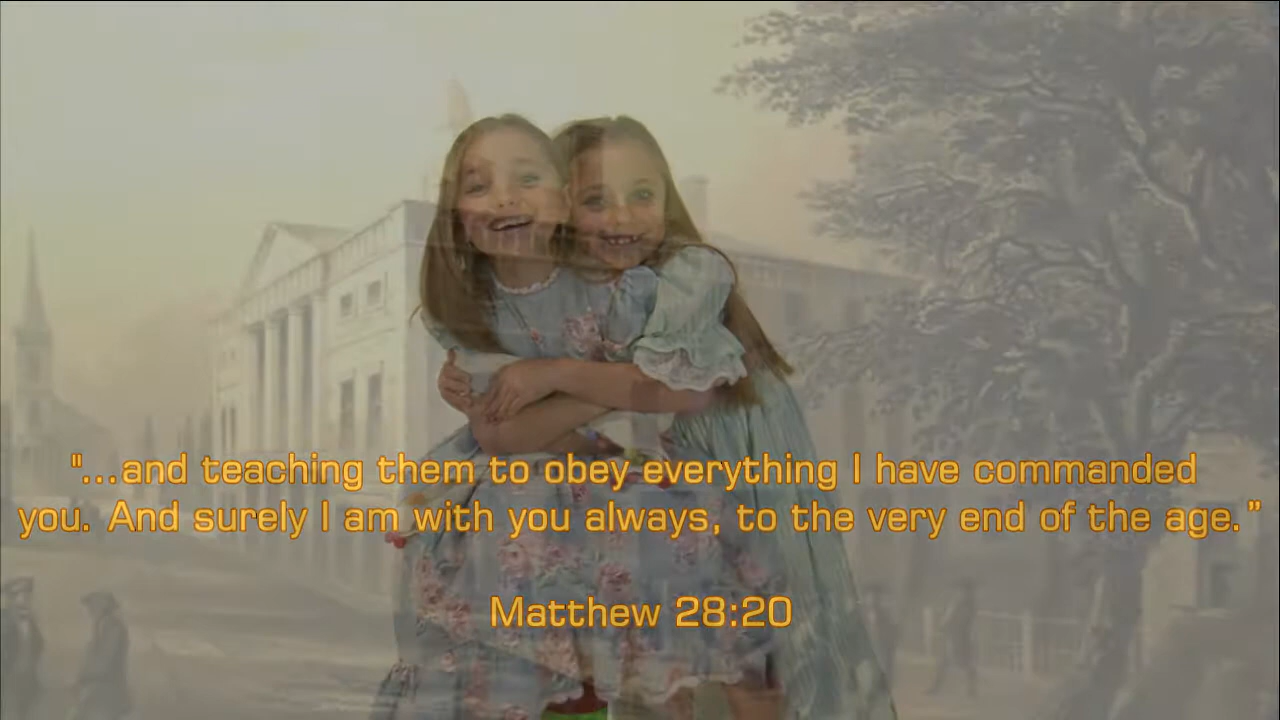 "...and teaching them to obey everything I have commanded
you. And surely I am with you always, to the very end of the age.”
Matthew 28:20